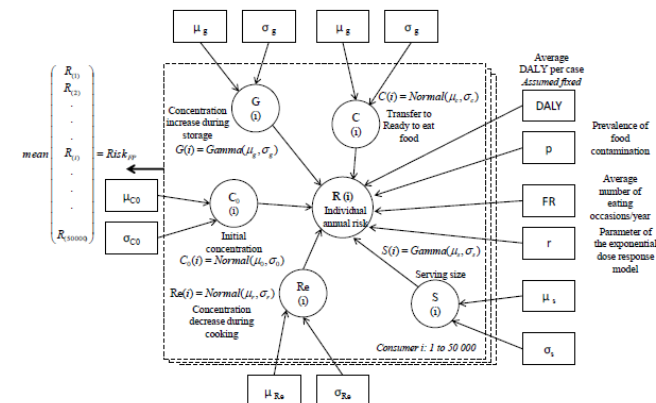 μ g
σ g
μ g
σ g
Average
DALY per case
Assumed fixed
DALY
Prevalence of
food
contamination
p
Average
number of
eating
occasions/year
FR
Parameter of
the exponential
dose response
model
r
μ s
σ s
G
(i)
Concentration
increase during
storage
G(i) = Gamma(μg, σg)
C(i) = Normal(μc, σc)
C
(i)
Transfer to
Ready to eat
food
mean
R(1)
R(2)
.
.
.
R(i)
.
.
.
.
R(50000)
= Risk
μC0
σC0
C0
(i)
Initial
concentration
C0(i) = Normal(μ0, σ0)
R (i)
Individual
annual risk
S(i) = Gamma(μs, σs)
Serving size
S
(i)
Re(i) = Normal(μr, σr)
Concentration
decrease during
cooking
Re
(i)
Consumer i: 1 to 50 000
μ Re
σRe